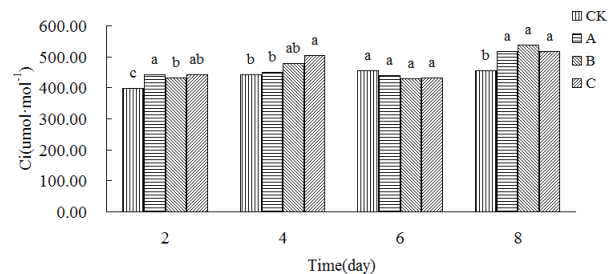 600.00
500.00
400.00
300.00
200.00
100.00
0.00
Ci(umol·mol⁻¹)
c a b ab
b b ab a
a a a a
b a a a
2 4 6 8
Time(day)
CK
A
B
C